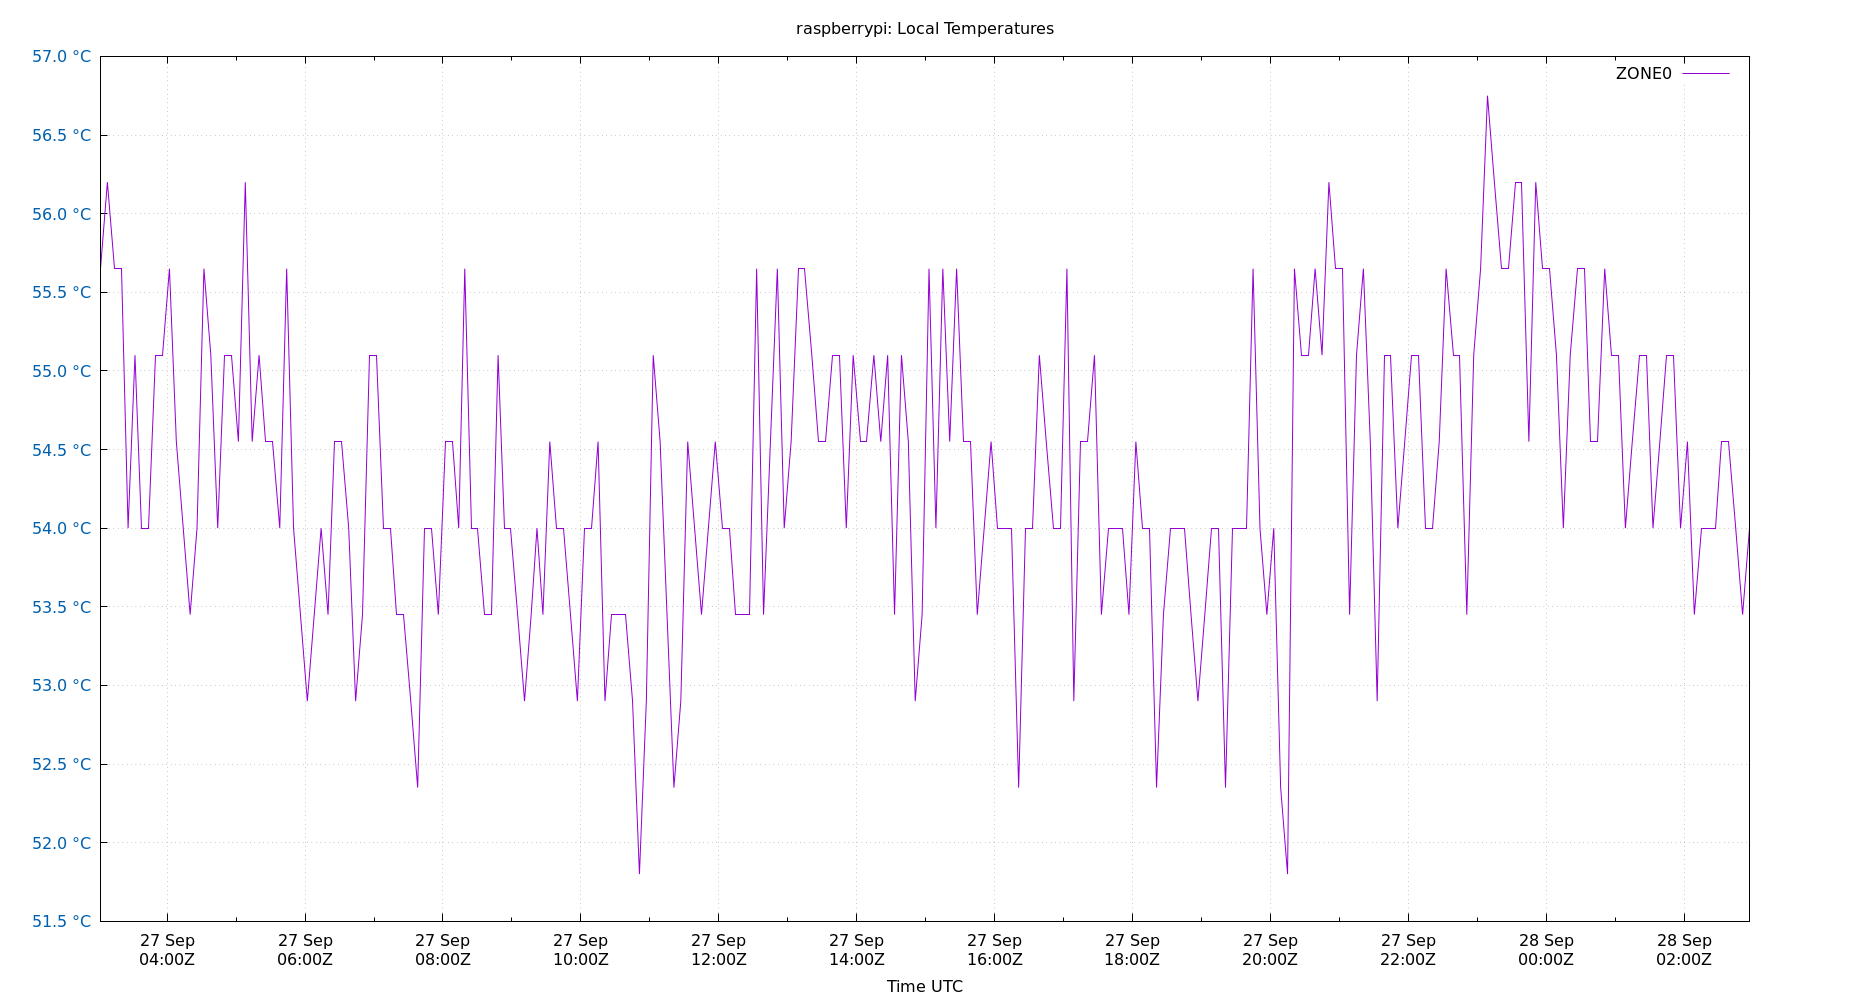 raspberrypi: Local Temperatures
ZONE0
57.0 °C
56.5 °C
56.0 °C
55.5 °C
55.0 °C
54.5 °C
54.0 °C
53.5 °C
53.0 °C
52.5 °C
52.0 °C
51.5 °C
27 Sep 27 Sep 27 Sep 27 Sep 27 Sep 27 Sep 27 Sep 27 Sep 27 Sep 27 Sep 28 Sep 28 Sep
04:00Z 06:00Z 08:00Z 10:00Z 12:00Z 14:00Z 16:00Z 18:00Z 20:00Z 22:00Z 00:00Z 02:00Z
Time UTC